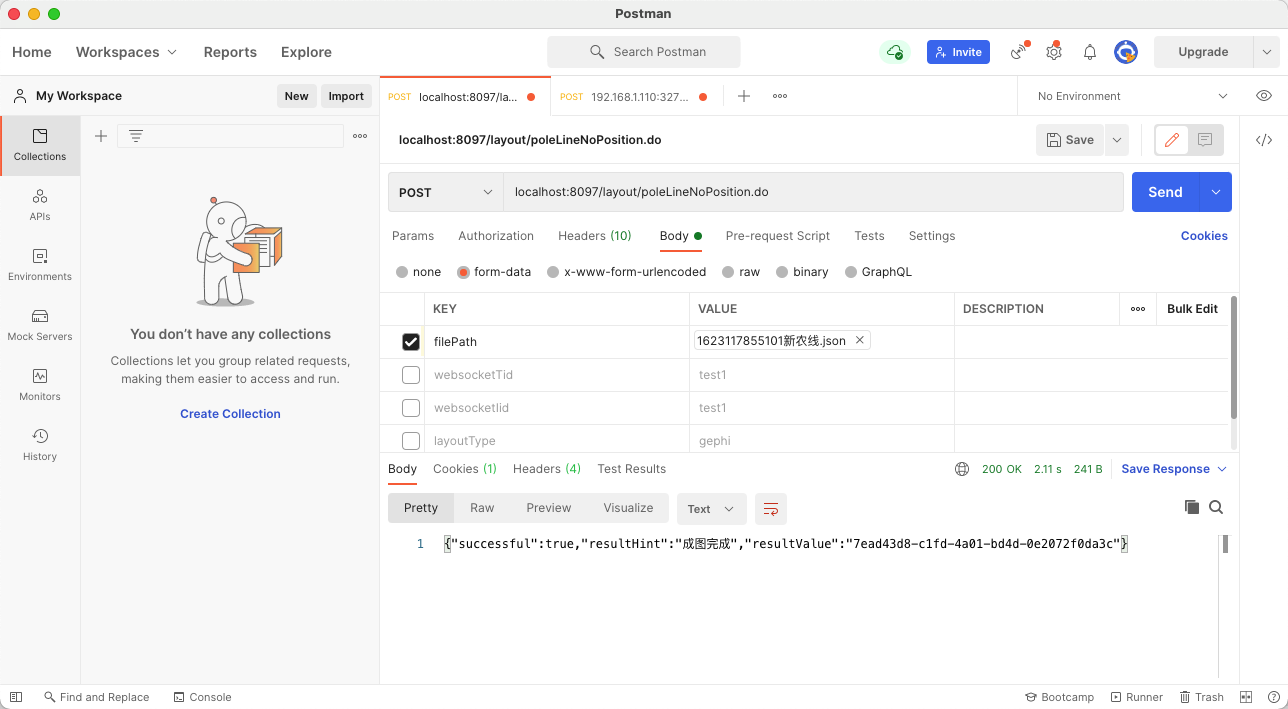 Postman
Home Workspaces Reports Explore Search Postman Invite Upgrade
My Workspace New Import POST localhost:8097/la... POST 192.168.1.110:327... No Environment
Collections
APIs
Environments
Mock Servers
Monitors
History
You don't have any collections
Collections let you group related requests,
making them easier to access and run.
Create Collection
localhost:8097/layout/poleLineNoPosition.do Save
POST localhost:8097/layout/poleLineNoPosition.do Send
Params Authorization Headers (10) Body Pre-request Script Tests Settings Cookies
none form-data x-www-form-urlencoded raw binary GraphQL
KEY VALUE DESCRIPTION Bulk Edit
filePath 1623117855101新农线.json
websocketTid test1
websocketIid test1
layoutType gephi
Body Cookies (1) Headers (4) Test Results 200 OK 2.11 s 241 B Save Response
Pretty Raw Preview Visualize Text
1 {"successful":true,"resultHint":"成图完成","resultValue":"7ead43d8-c1fd-4a01-bd4d-0e2072f0da3c"}
Find and Replace Console Bootcamp Runner Trash